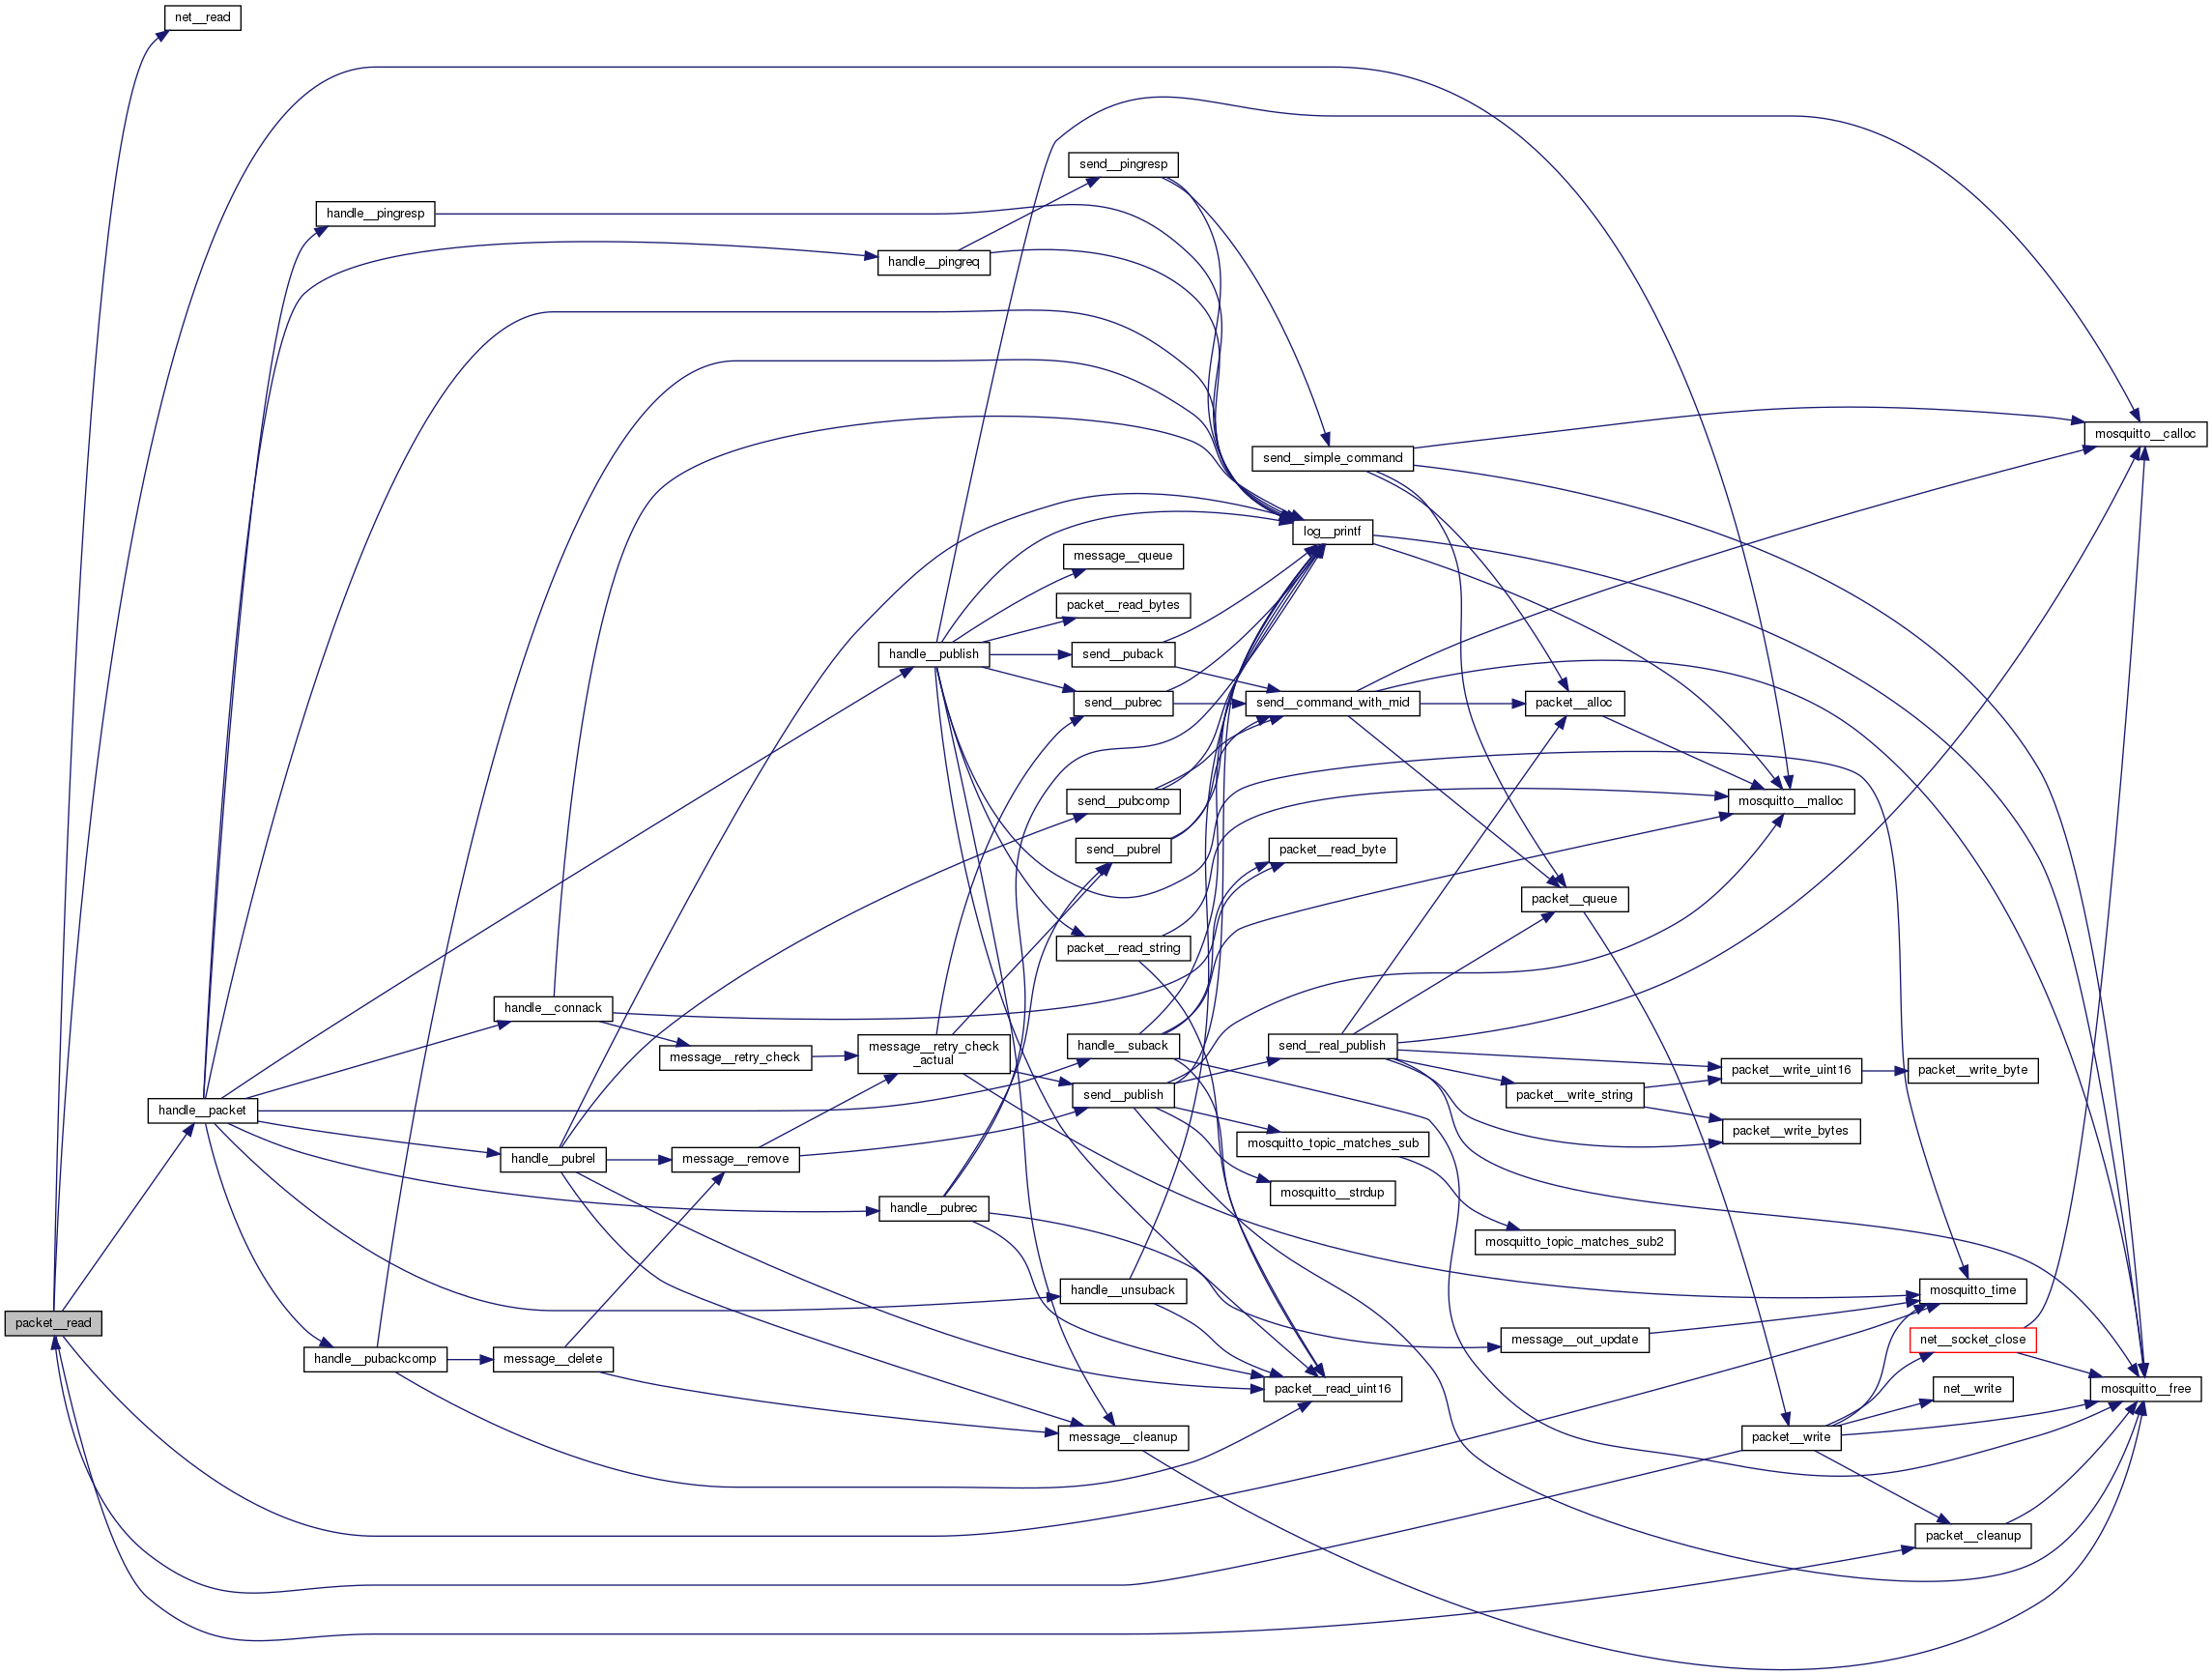 net__read
send__pingresp
handle__pingresp
handle__pingreq
mosquitto__calloc
send__simple_command
log__printf
message__queue
packet__read_bytes
handle__publish
send__puback
send__pubrec
send__command_with_mid
packet__alloc
send__pubcomp
mosquitto__malloc
send__pubrel
packet__read_byte
packet__queue
packet__read_string
handle__connack
message__retry_check
message__retry_check
_actual
handle__suback
send__real_publish
packet__write_uint16
packet__write_byte
send__publish
packet__write_string
handle__packet
packet__write_bytes
mosquitto_topic_matches_sub
handle__pubrel
message__remove
mosquitto__strdup
handle__pubrec
mosquitto_topic_matches_sub2
handle__unsuback
mosquitto_time
packet__read
message__out_update
net__socket_close
handle__pubackcomp
message__delete
packet__read_uint16
net__write
mosquitto__free
message__cleanup
packet__write
packet__cleanup